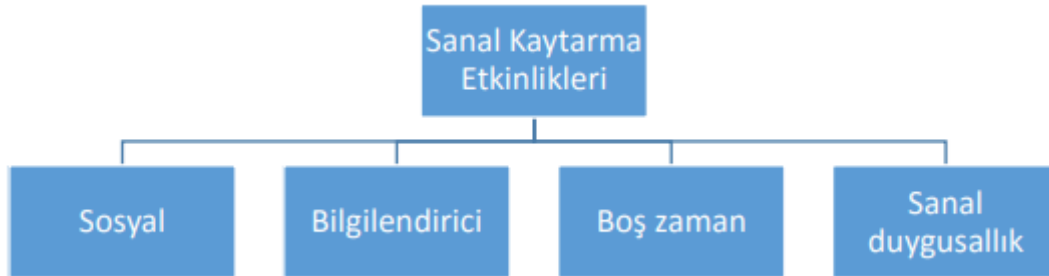 Sanal Kaytarma
Etkinlikleri
Sosyal
Bilgilendirici
Boş zaman
Sanal
duygusallık